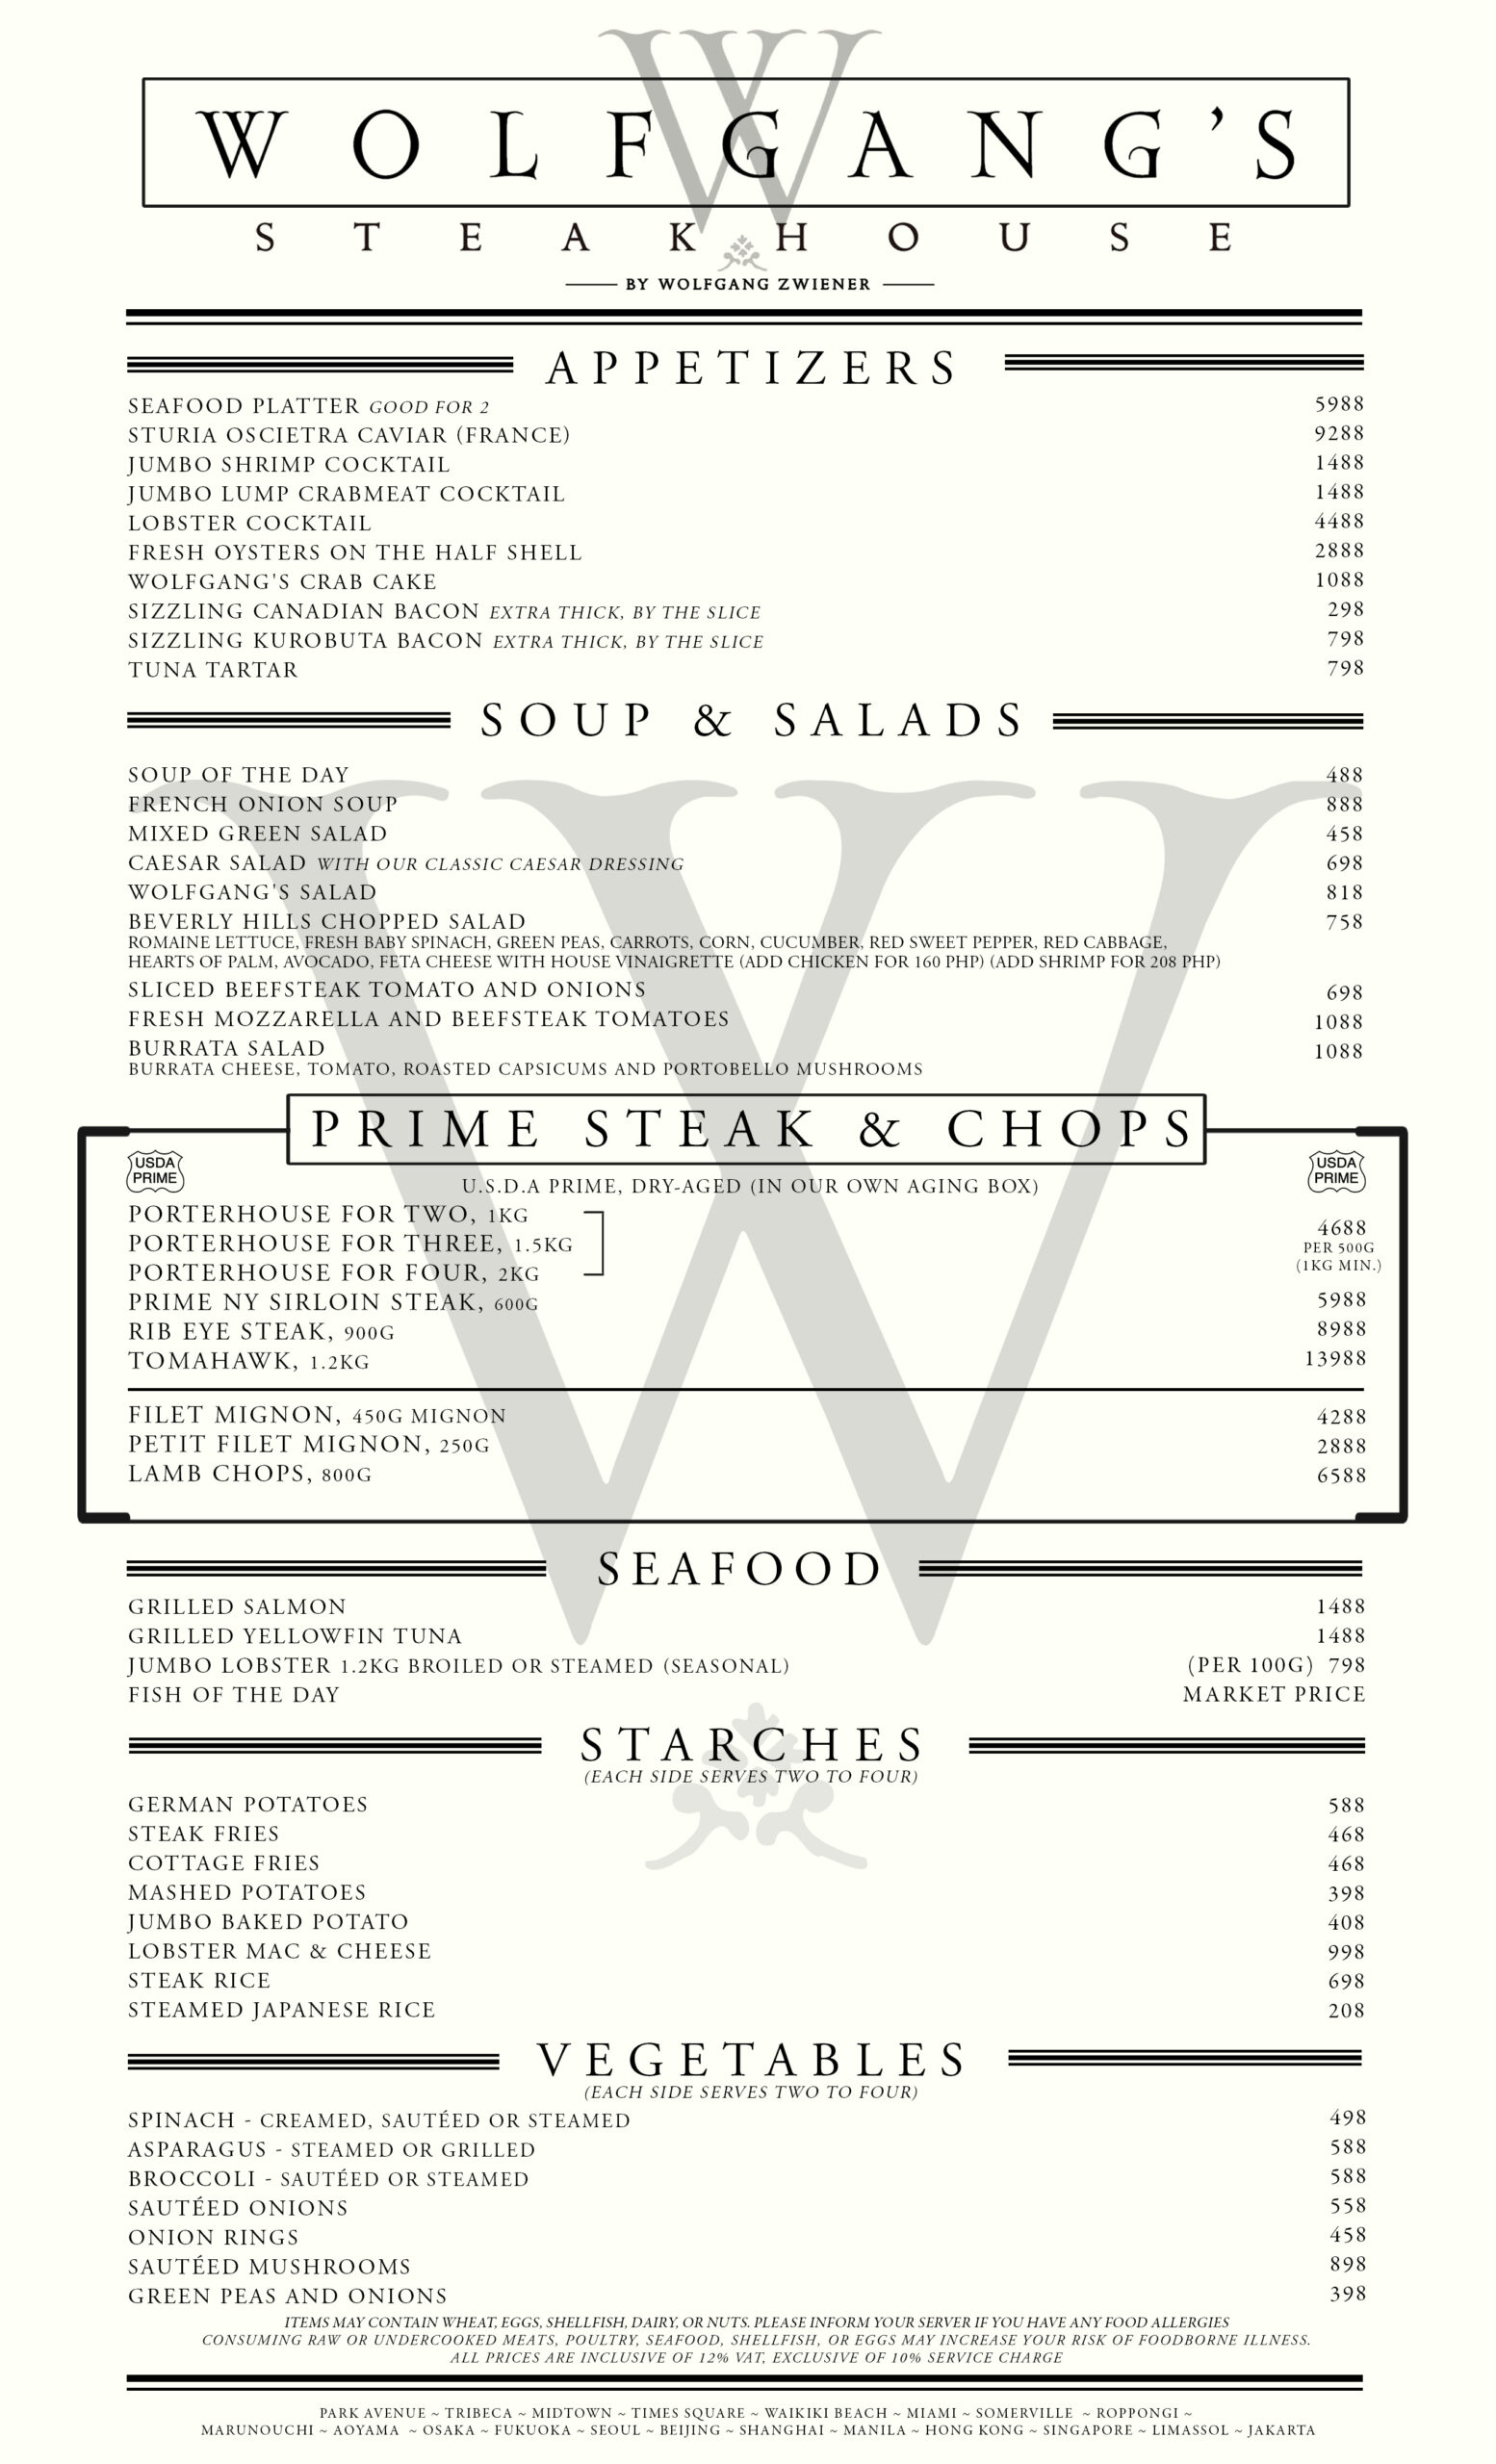 WOLFGANG'S
STEAKHOUSE
BY WOLFGANG ZWIENER
APPETIZERS
SEAFOOD PLATTER GOOD FOR 2 5988
STURIA OSCIETRA CAVIAR (FRANCE) 9288
JUMBO SHRIMP COCKTAIL 1488
JUMBO LUMP CRABMEAT COCKTAIL 1488
LOBSTER COCKTAIL 4488
FRESH OYSTERS ON THE HALF SHELL 2888
WOLFGANG'S CRAB CAKE 1088
SIZZLING CANADIAN BACON EXTRA THICK, BY THE SLICE 298
SIZZLING KUROBUTA BACON EXTRA THICK, BY THE SLICE 798
TUNA TARTAR 798
SOUP & SALADS
SOUP OF THE DAY 488
FRENCH ONION SOUP 888
MIXED GREEN SALAD 458
CAESAR SALAD WITH OUR CLASSIC CAESAR DRESSING 698
WOLFGANG'S SALAD 818
BEVERLY HILLS CHOPPED SALAD 758
ROMAINE LETTUCE, FRESH BABY SPINACH, GREEN PEAS, CARROTS, CORN, CUCUMBER, RED SWEET PEPPER, RED CABBAGE,
HEARTS OF PALM, AVOCADO, FETA CHEESE WITH HOUSE VINAIGRETTE (ADD CHICKEN FOR 160 PHP) (ADD SHRIMP FOR 208 PHP)
SLICED BEEFSTEAK TOMATO AND ONIONS 698
FRESH MOZZARELLA AND BEEFSTEAK TOMATOES 1088
BURRATA SALAD 1088
BURRATA CHEESE, TOMATO, ROASTED CAPSICUMS AND PORTOBELLO MUSHROOMS
PRIME STEAK & CHOPS
USDA USDA
PRIME PRIME
U.S.D.A PRIME, DRY-AGED (IN OUR OWN AGING BOX)
PORTERHOUSE FOR TWO, 1KG 4688
PORTERHOUSE FOR THREE, 1.5KG PER 500G
PORTERHOUSE FOR FOUR, 2KG (1KG MIN.)
PRIME NY SIRLOIN STEAK, 600G 5988
RIB EYE STEAK, 900G 8988
TOMAHAWK, 1.2KG 13988
FILET MIGNON, 450G MIGNON 4288
PETIT FILET MIGNON, 250G 2888
LAMB CHOPS, 800G 6588
SEAFOOD
GRILLED SALMON 1488
GRILLED YELLOWFIN TUNA 1488
JUMBO LOBSTER 1.2KG BROILED OR STEAMED (SEASONAL) (PER 100G) 798
FISH OF THE DAY MARKET PRICE
STARCHES
(EACH SIDE SERVES TWO TO FOUR)
GERMAN POTATOES 588
STEAK FRIES 468
COTTAGE FRIES 468
MASHED POTATOES 398
JUMBO BAKED POTATO 408
LOBSTER MAC & CHEESE 998
STEAK RICE 698
STEAMED JAPANESE RICE 208
VEGETABLES
(EACH SIDE SERVES TWO TO FOUR)
SPINACH - CREAMED, SAUTÉED OR STEAMED 498
ASPARAGUS - STEAMED OR GRILLED 588
BROCCOLI - SAUTÉED OR STEAMED 588
SAUTÉED ONIONS 558
ONION RINGS 458
SAUTÉED MUSHROOMS 898
GREEN PEAS AND ONIONS 398
ITEMS MAY CONTAIN WHEAT, EGGS, SHELLFISH, DAIRY, OR NUTS. PLEASE INFORM YOUR SERVER IF YOU HAVE ANY FOOD ALLERGIES
CONSUMING RAW OR UNDERCOOKED MEATS, POULTRY, SEAFOOD, SHELLFISH, OR EGGS MAY INCREASE YOUR RISK OF FOODBORNE ILLNESS.
ALL PRICES ARE INCLUSIVE OF 12% VAT, EXCLUSIVE OF 10% SERVICE CHARGE
PARK AVENUE ~ TRIBECA ~ MIDTOWN ~ TIMES SQUARE ~ WAIKIKI BEACH ~ MIAMI ~ SOMERVILLE ~ ROPPONGI ~
MARUNOUCHI ~ AOYAMA ~ OSAKA ~ FUKUOKA ~ SEOUL ~ BEIJING ~ SHANGHAI ~ MANILA ~ HONG KONG ~ SINGAPORE ~ LIMASSOL ~ JAKARTA